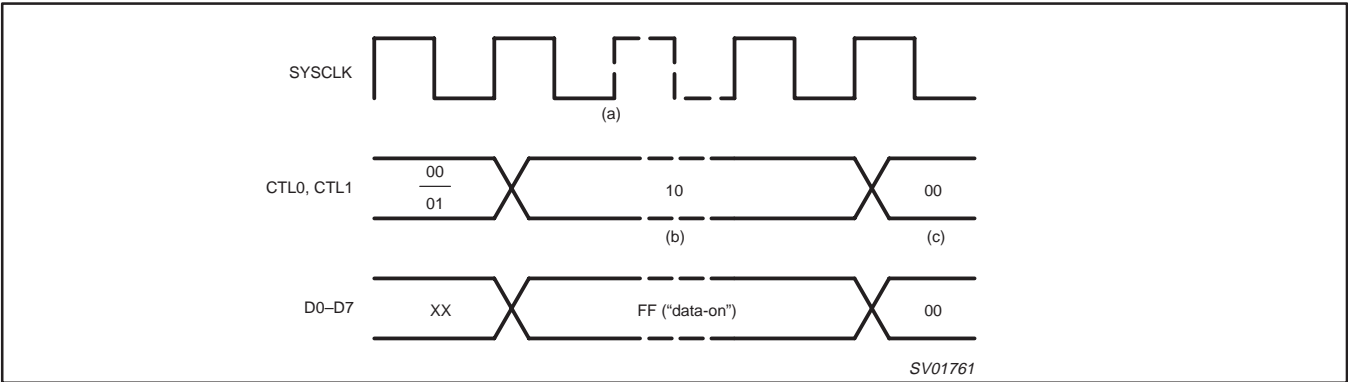 SYSCLK
(a)
CTL0, CTL1
00
01
10
00
(b)
(c)
D0–D7
XX
FF (“data-on”)
00
SV01761